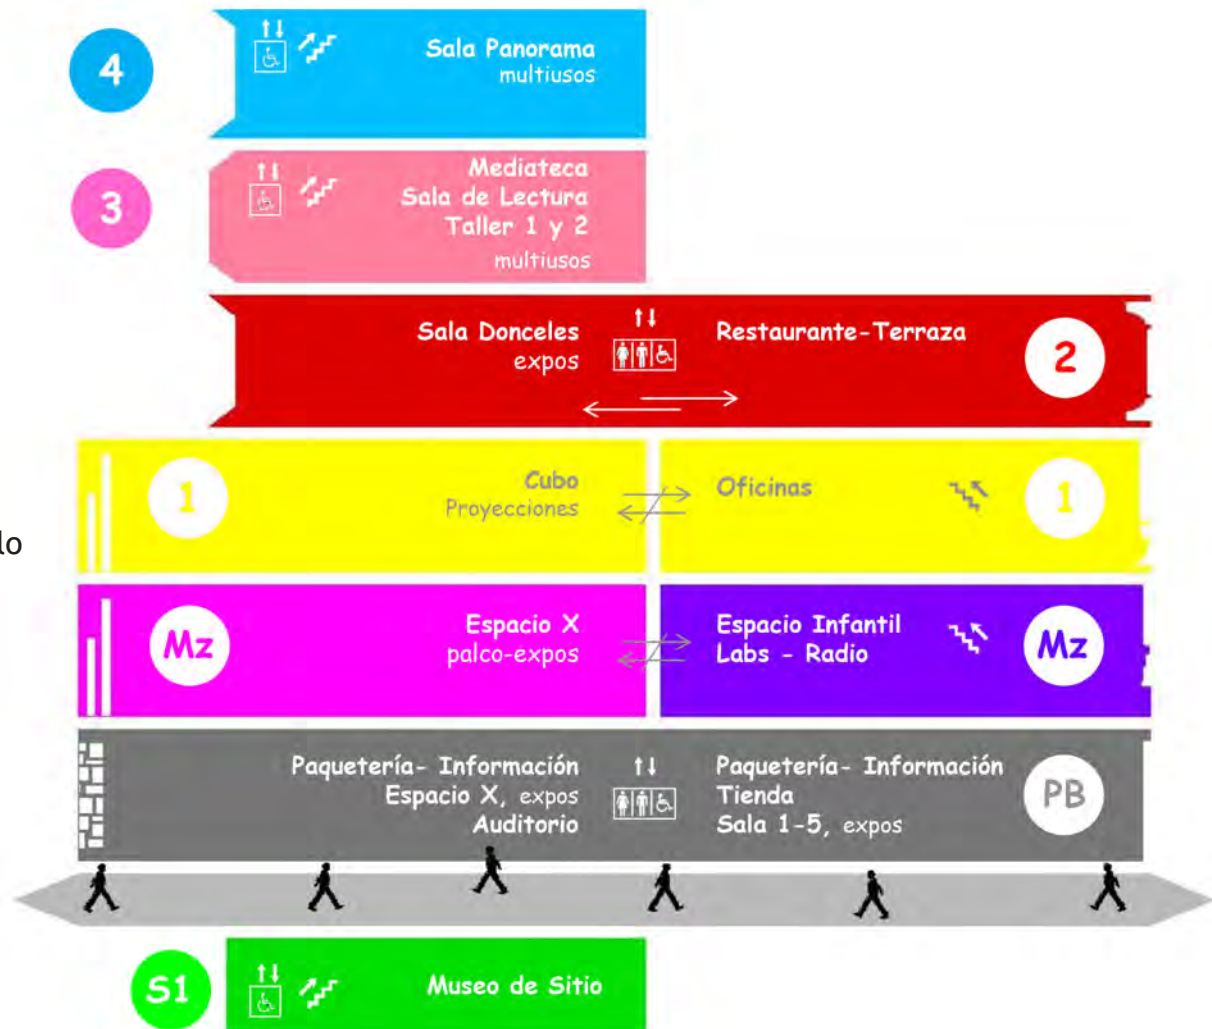 4
Sala Panorama
multiusos
3
Mediateca
Sala de Lectura
Taller 1 y 2
multiusos
Sala Donceles
expos
Restaurante-Terraza
2
1
Cubo
Proyecciones
Oficinas
1
lo
Mz
Espacio X
palco-expos
Espacio Infantil
Labs - Radio
Mz
Paquetería- Información
Espacio X, expos
Auditorio
Paquetería- Información
Tienda
Sala 1-5, expos
PB
S1
Museo de Sitio